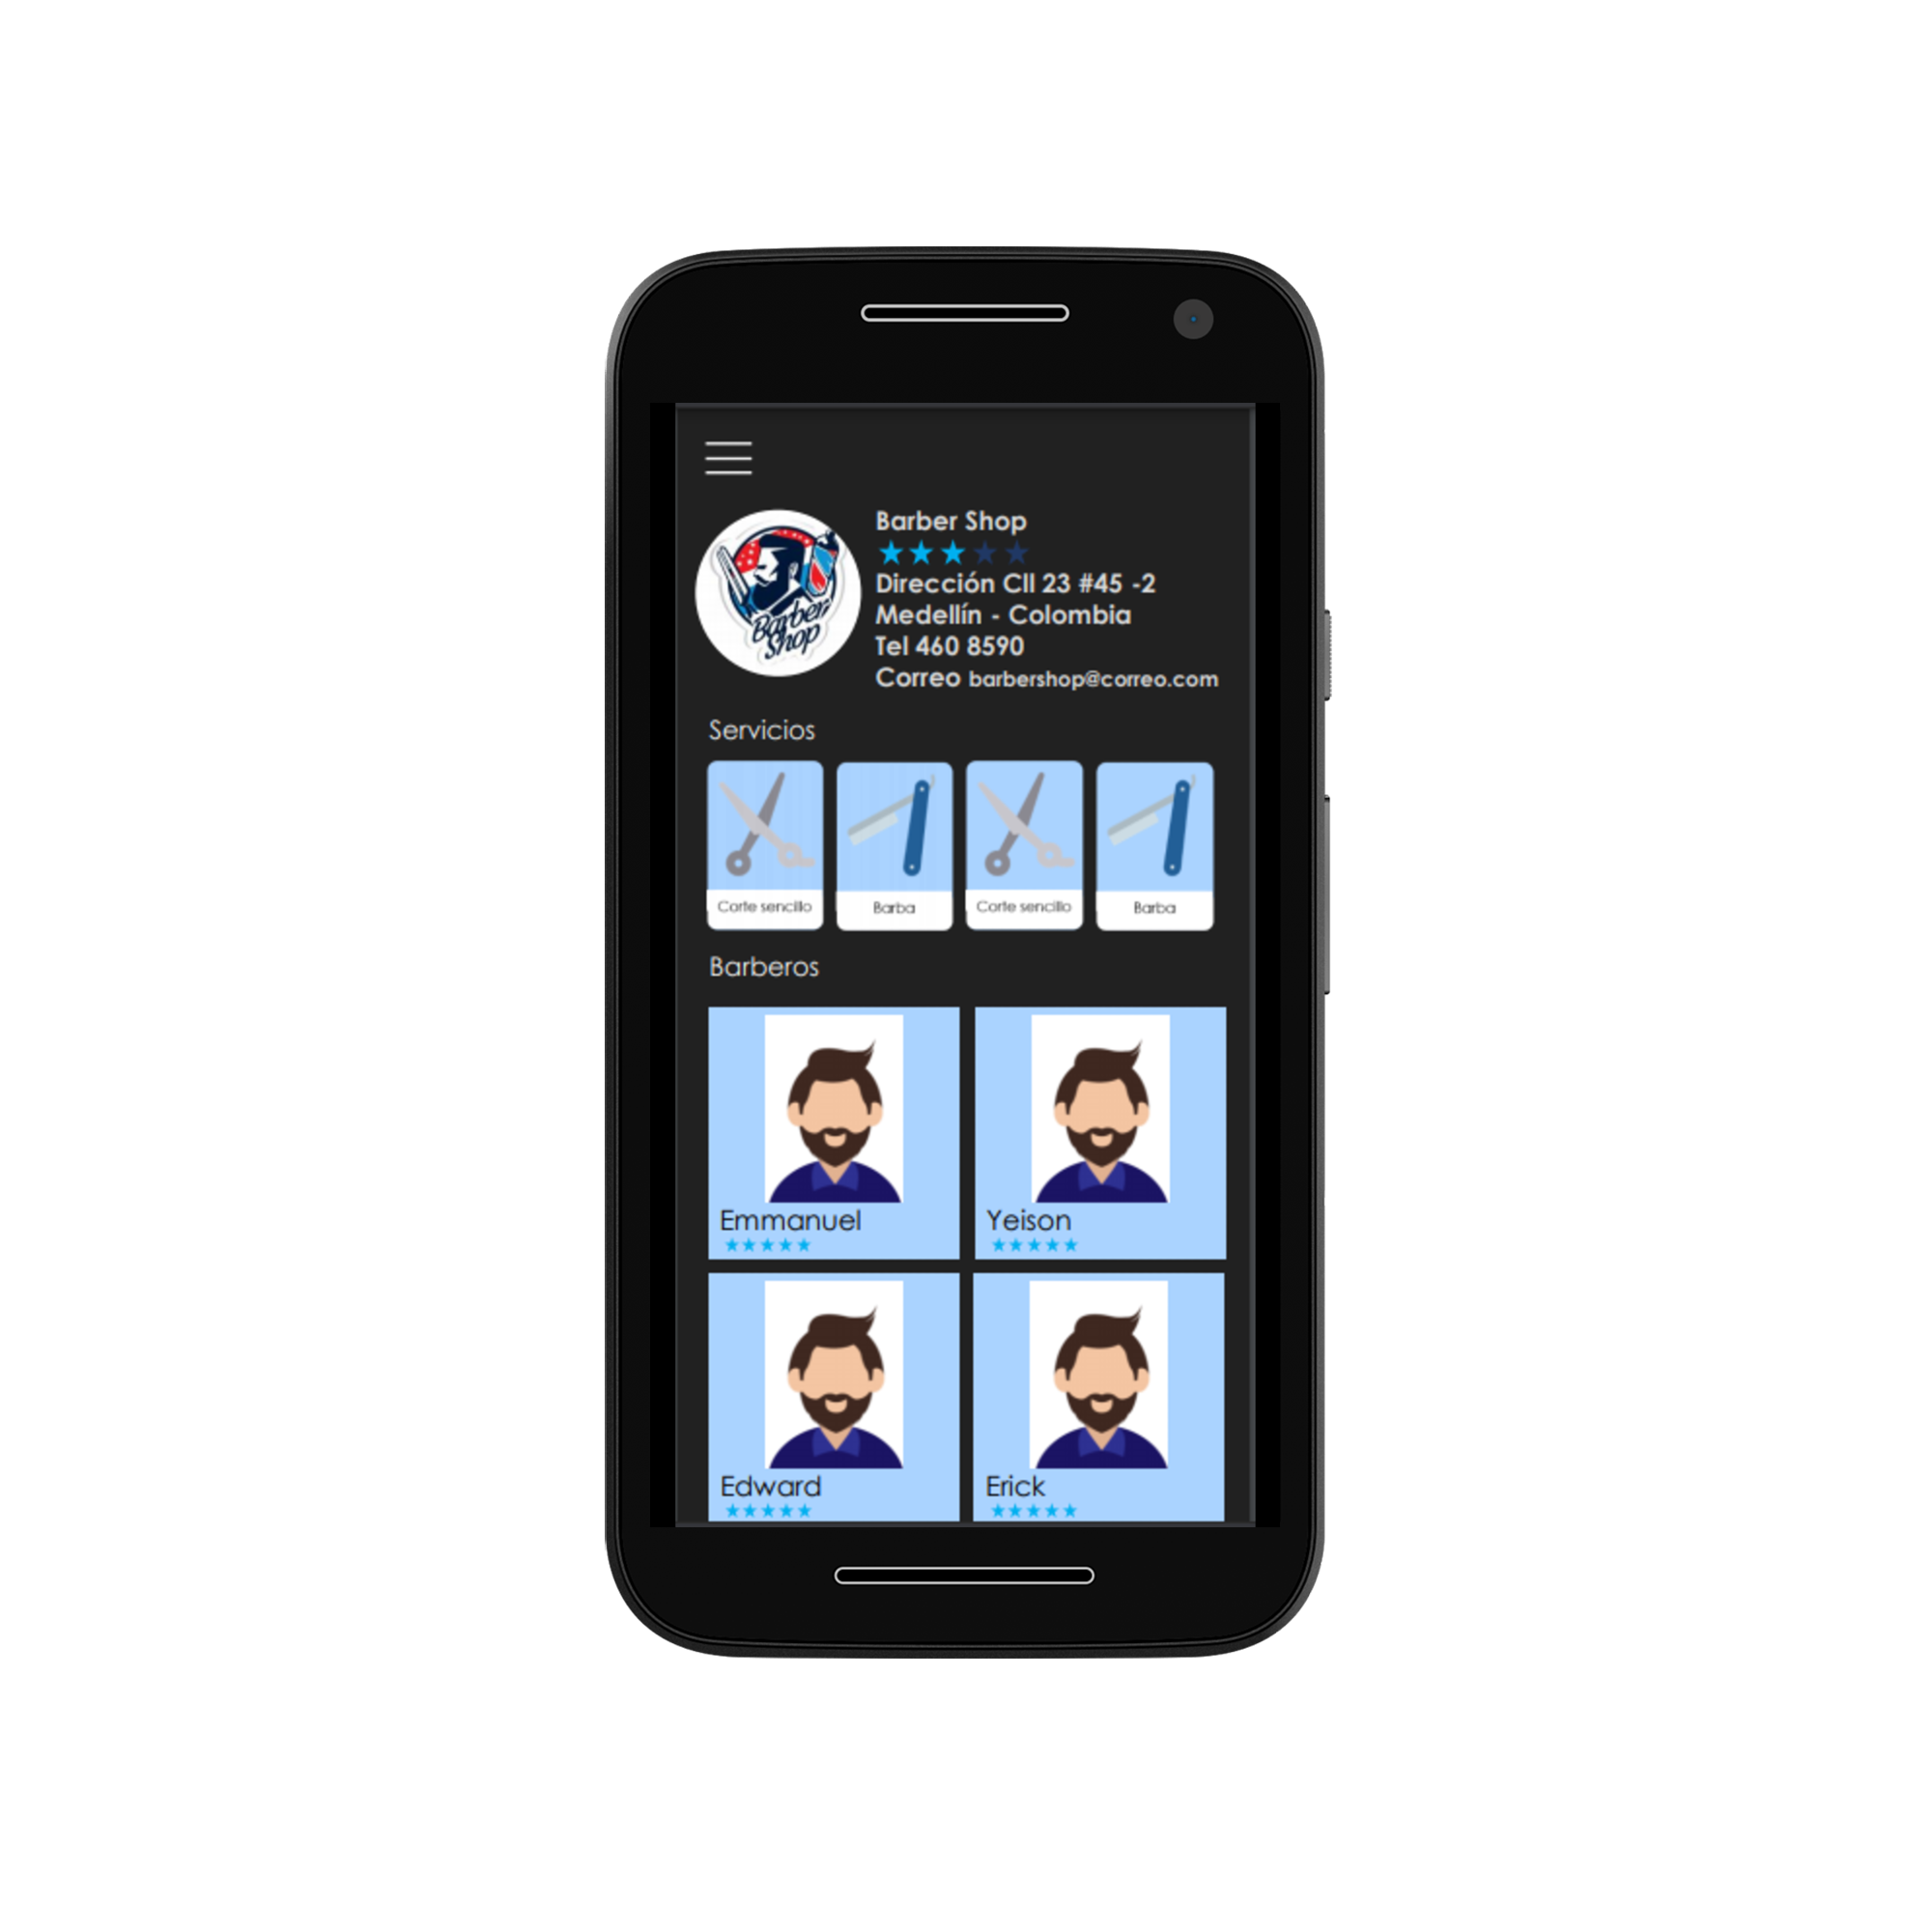 Barber Shop
Barber Shop
Dirección Cll 23 #45 -2
Medellín - Colombia
Tel 460 8590
Correo barbershop@correo.com
Servicios
Corte sencillo Barba Corte sencillo Barba
Barberos
Emmanuel Yeison
Edward Erick